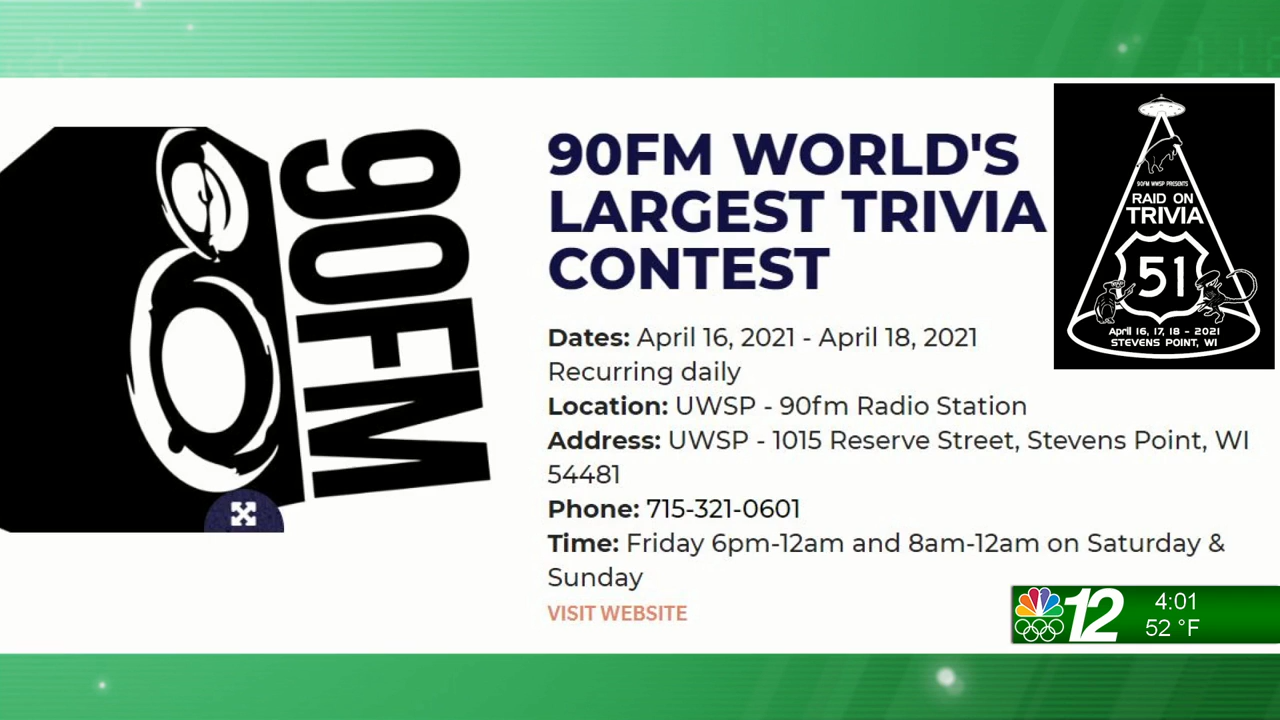 90FM
90FM WORLD'S
LARGEST TRIVIA
CONTEST
Dates: April 16, 2021 - April 18, 2021
Recurring daily
Location: UWSP - 90fm Radio Station
Address: UWSP - 1015 Reserve Street, Stevens Point, WI
54481
Phone: 715-321-0601
Time: Friday 6pm-12am and 8am-12am on Saturday &
Sunday
VISIT WEBSITE
90FM WWSP PRESENTS
RAID ON
TRIVIA
51
April 16, 17, 18 - 2021
STEVENS POINT, WI
12
4:01
52 °F